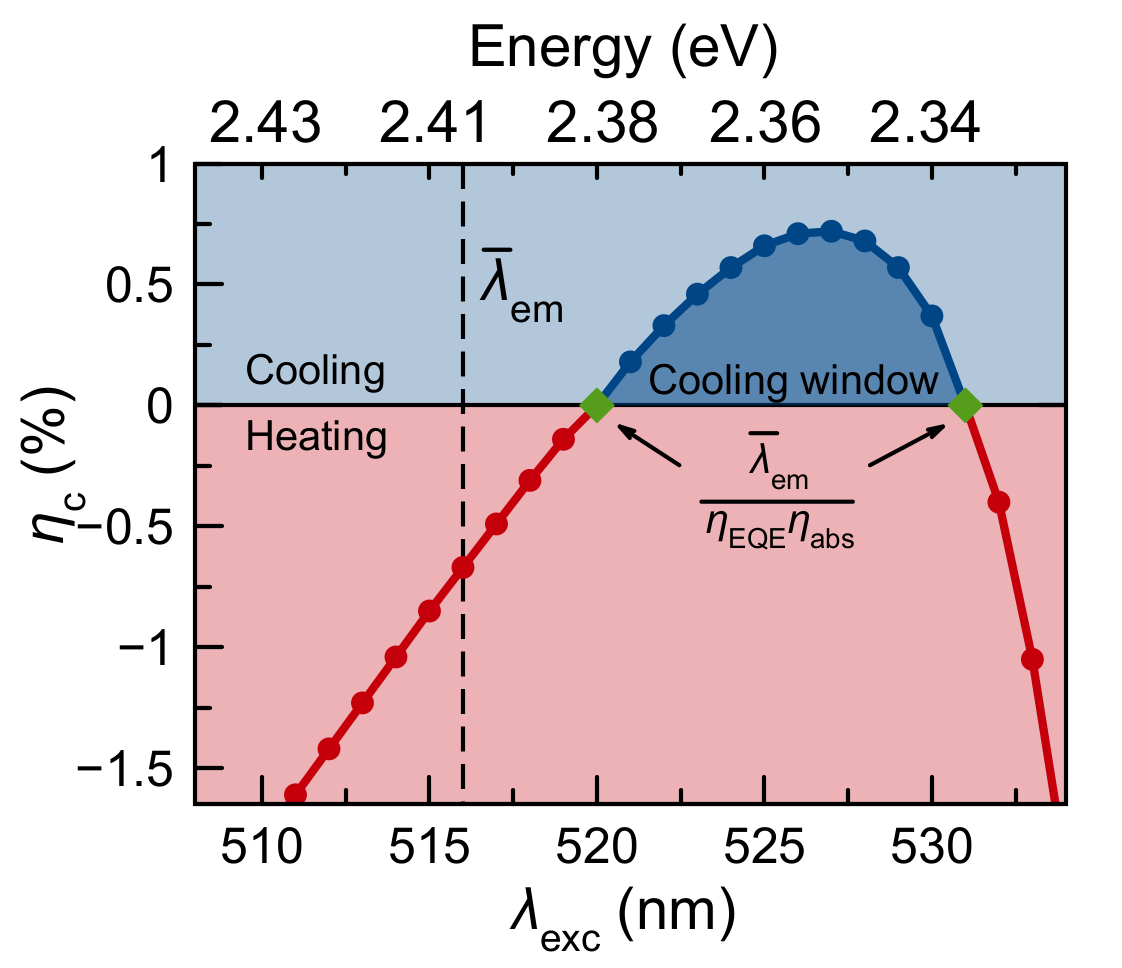 Energy (eV)
2.43 2.41 2.38 2.36 2.34
1
0.5
0
−0.5
−1
−1.5
η_c (%)
λ̅_em
Cooling
Cooling window
Heating
λ̅_em
η_EQE η_abs
510 515 520 525 530
λ_exc (nm)